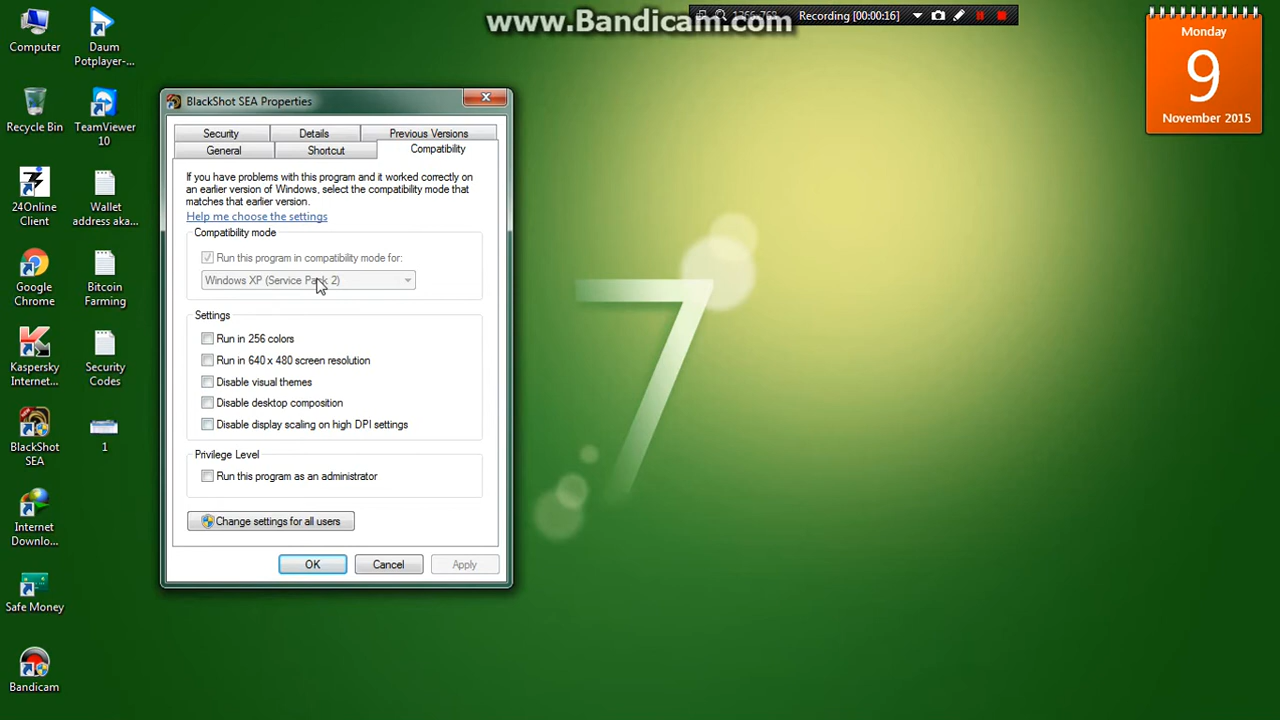 www.Bandicam.com
Recording [00:00:16]
Monday
9
November 2015
Computer
Daum
Potplayer-...
Recycle Bin
TeamViewer
10
24Online
Client
Wallet
address aka...
Google
Chrome
Bitcoin
Farming
Kaspersky
Internet...
Security
Codes
BlackShot
SEA
1
Internet
Downlo...
Safe Money
Bandicam
BlackShot SEA Properties
Security
Details
Previous Versions
General
Shortcut
Compatibility
If you have problems with this program and it worked correctly on
an earlier version of Windows, select the compatibility mode that
matches that earlier version.
Help me choose the settings
Compatibility mode
Run this program in compatibility mode for:
Windows XP (Service Pack 2)
Settings
Run in 256 colors
Run in 640 x 480 screen resolution
Disable visual themes
Disable desktop composition
Disable display scaling on high DPI settings
Privilege Level
Run this program as an administrator
Change settings for all users
OK
Cancel
Apply